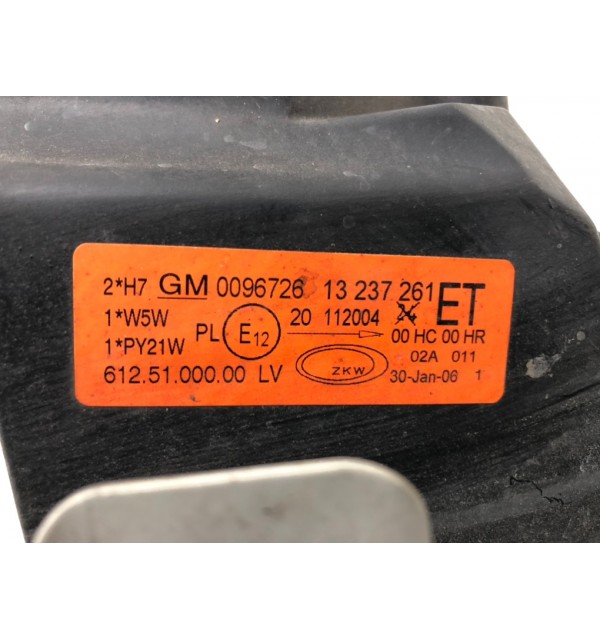 2*H7 GM 0096726 13 237 261 ET
1*W5W PL E12 20 112004
1*PY21W 00 HC 00 HR
02A 011
612.51.000.00 LV ZKW 30-Jan-06 1